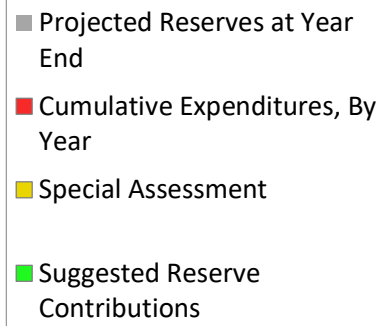 Projected Reserves at Year
End
Cumulative Expenditures, By
Year
Special Assessment
Suggested Reserve
Contributions